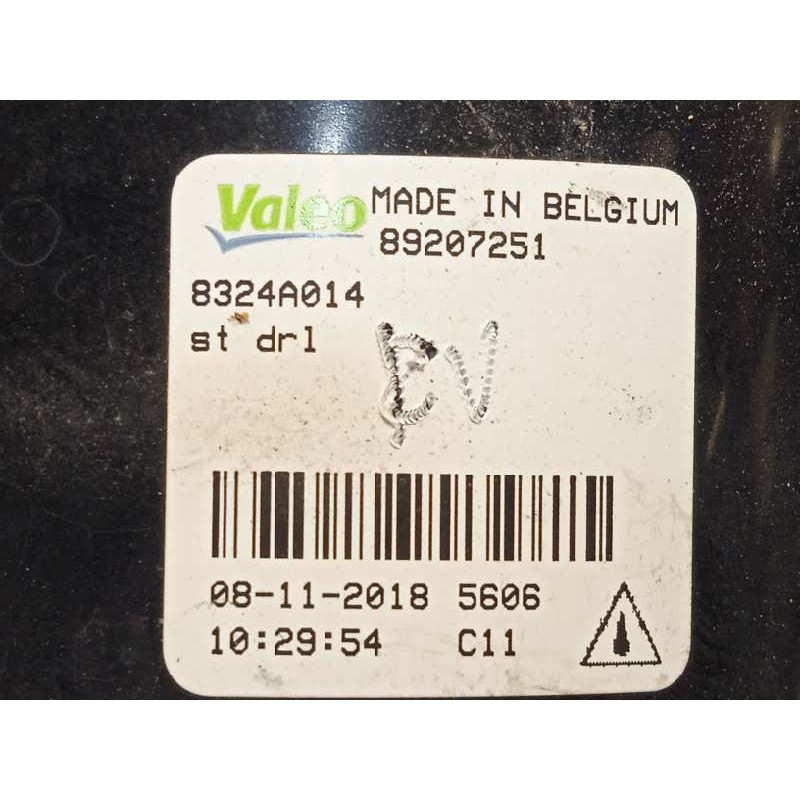 Valeo MADE IN BELGIUM
89207251
8324A014
st drl
08-11-2018 5606
10:29:54 C11